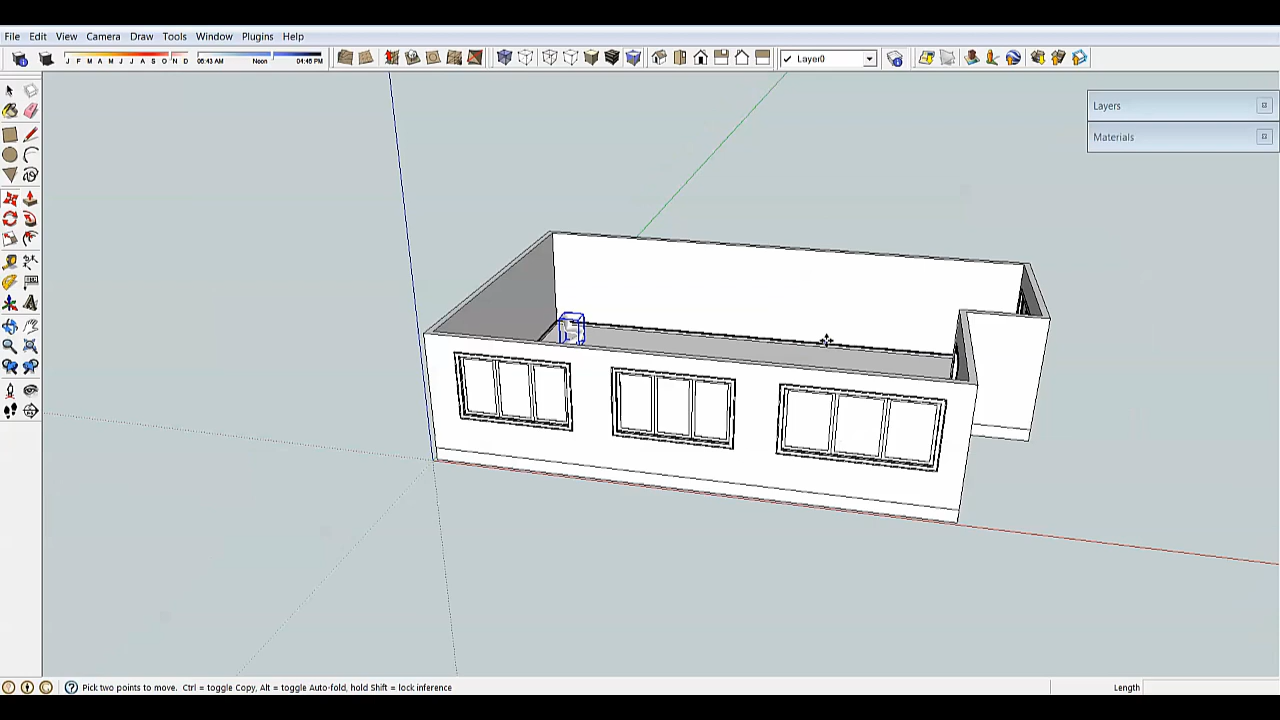 File Edit View Camera Draw Tools Window Plugins Help
J F M A M J J A S O N D 06:43 AM Noon 04:45 PM Layer0
Layers
Materials
Pick two points to move. Ctrl = toggle Copy, Alt = toggle Auto-fold, hold Shift = lock inference Length